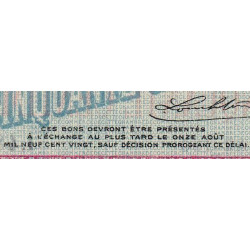 INQUANTE
CES BONS DEVRONT ÊTRE PRÉSENTÉS
A L'ÉCHANGE AU PLUS TARD LE ONZE AOÛT
MIL NEUF CENT VINGT, SAUF DÉCISION PROROGEANT CE DÉLAI.